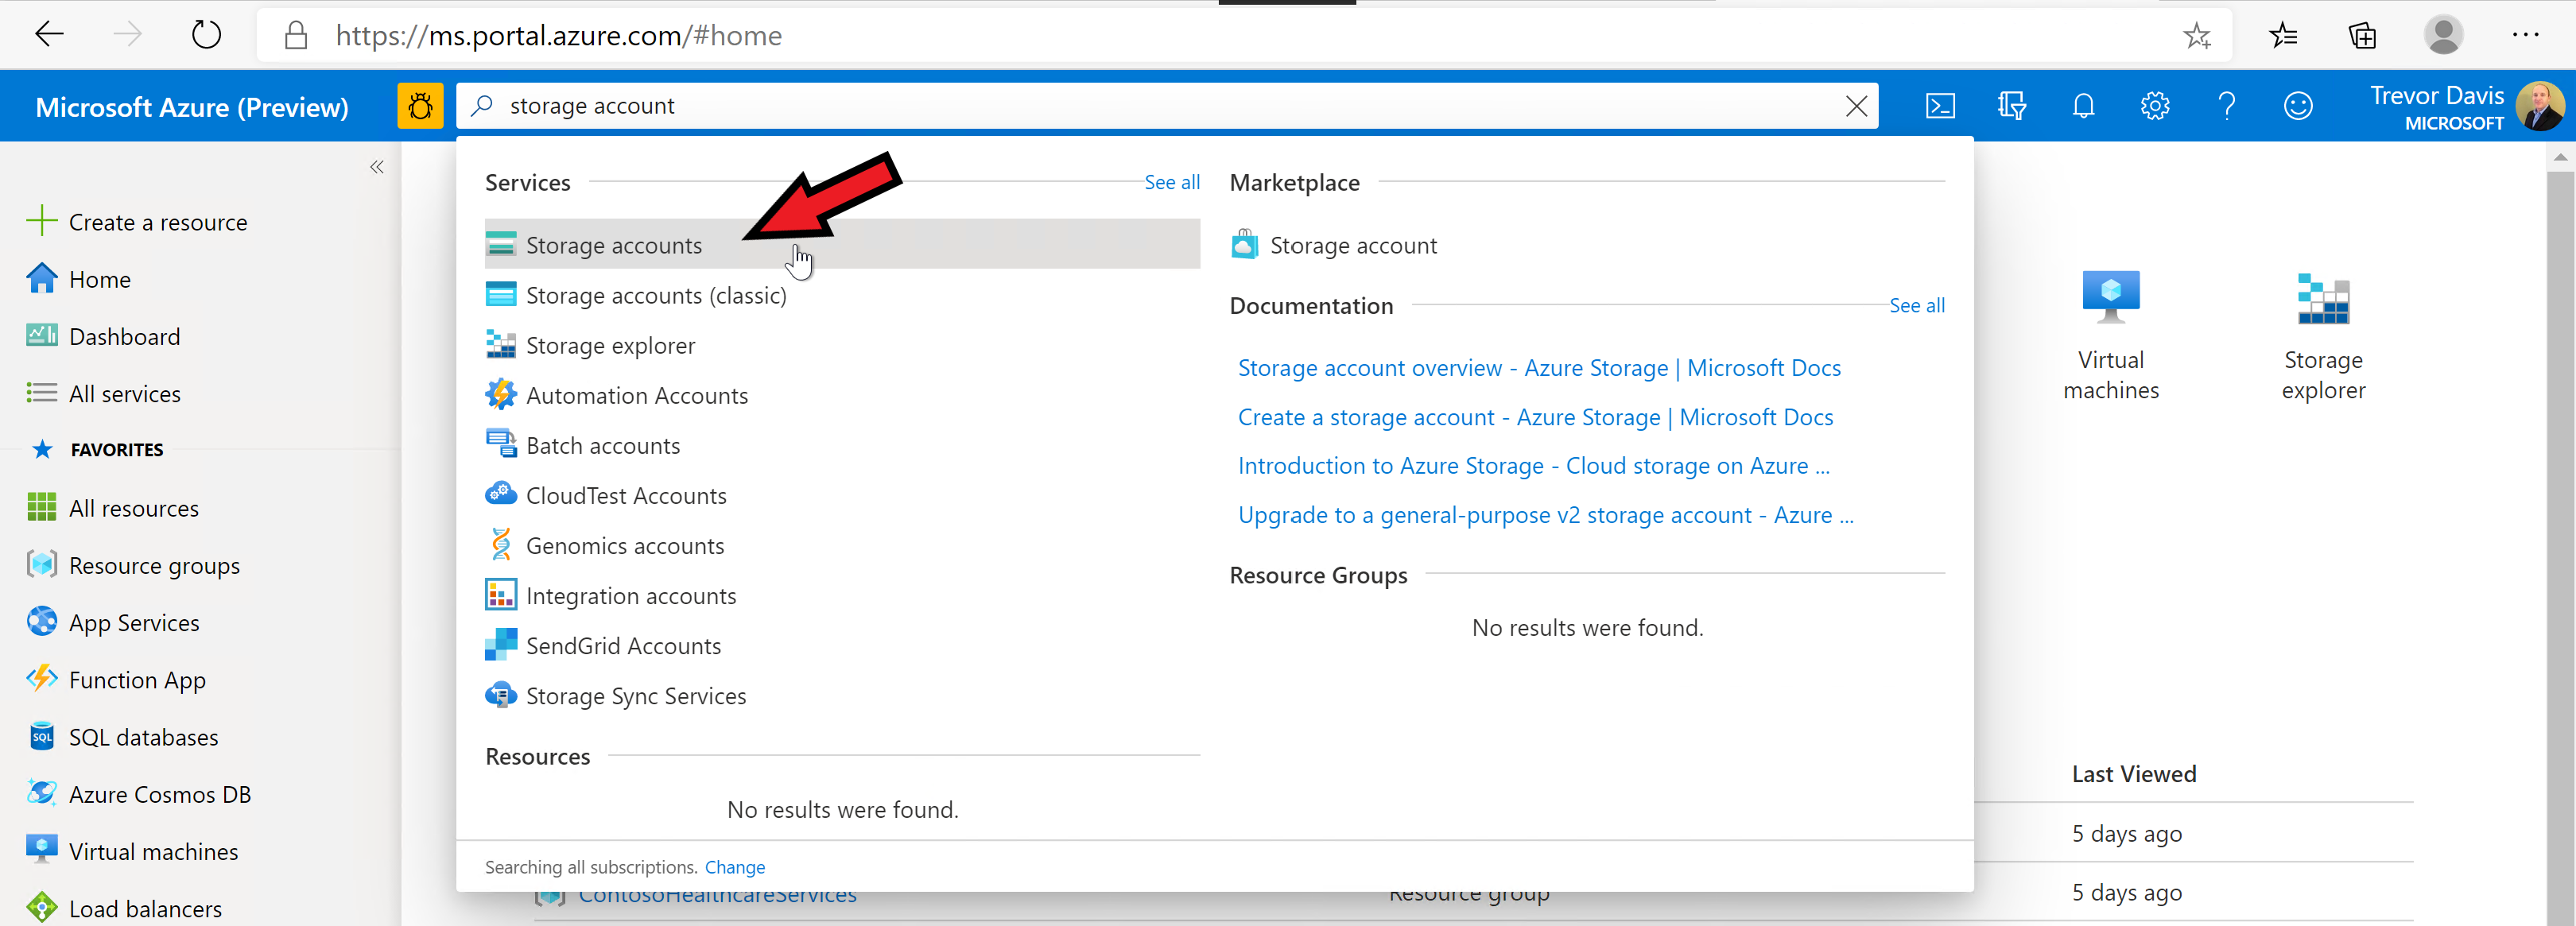 https://ms.portal.azure.com/#home
Microsoft Azure (Preview)
storage account
Trevor Davis
MICROSOFT
Create a resource
Home
Dashboard
All services
FAVORITES
All resources
Resource groups
App Services
Function App
SQL
SQL databases
Azure Cosmos DB
Virtual machines
Load balancers
Services
See all
Storage accounts
Storage accounts (classic)
Storage explorer
Automation Accounts
Batch accounts
CloudTest Accounts
Genomics accounts
Integration accounts
SendGrid Accounts
Storage Sync Services
Resources
No results were found.
Searching all subscriptions. Change
Marketplace
Storage account
Documentation
See all
Storage account overview - Azure Storage | Microsoft Docs
Create a storage account - Azure Storage | Microsoft Docs
Introduction to Azure Storage - Cloud storage on Azure ...
Upgrade to a general-purpose v2 storage account - Azure ...
Resource Groups
No results were found.
Virtual
machines
Storage
explorer
Last Viewed
5 days ago
ContosoHealthcareServices
Resource group
5 days ago